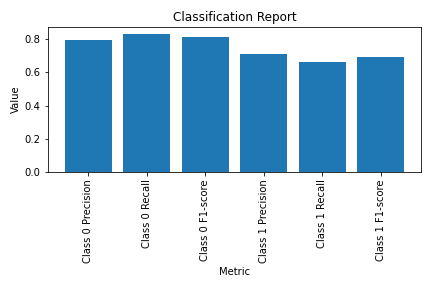 Classification Report
Value
0.8
0.6
0.4
0.2
0.0
Class 0 Precision
Class 0 Recall
Class 0 F1-score
Class 1 Precision
Class 1 Recall
Class 1 F1-score
Metric